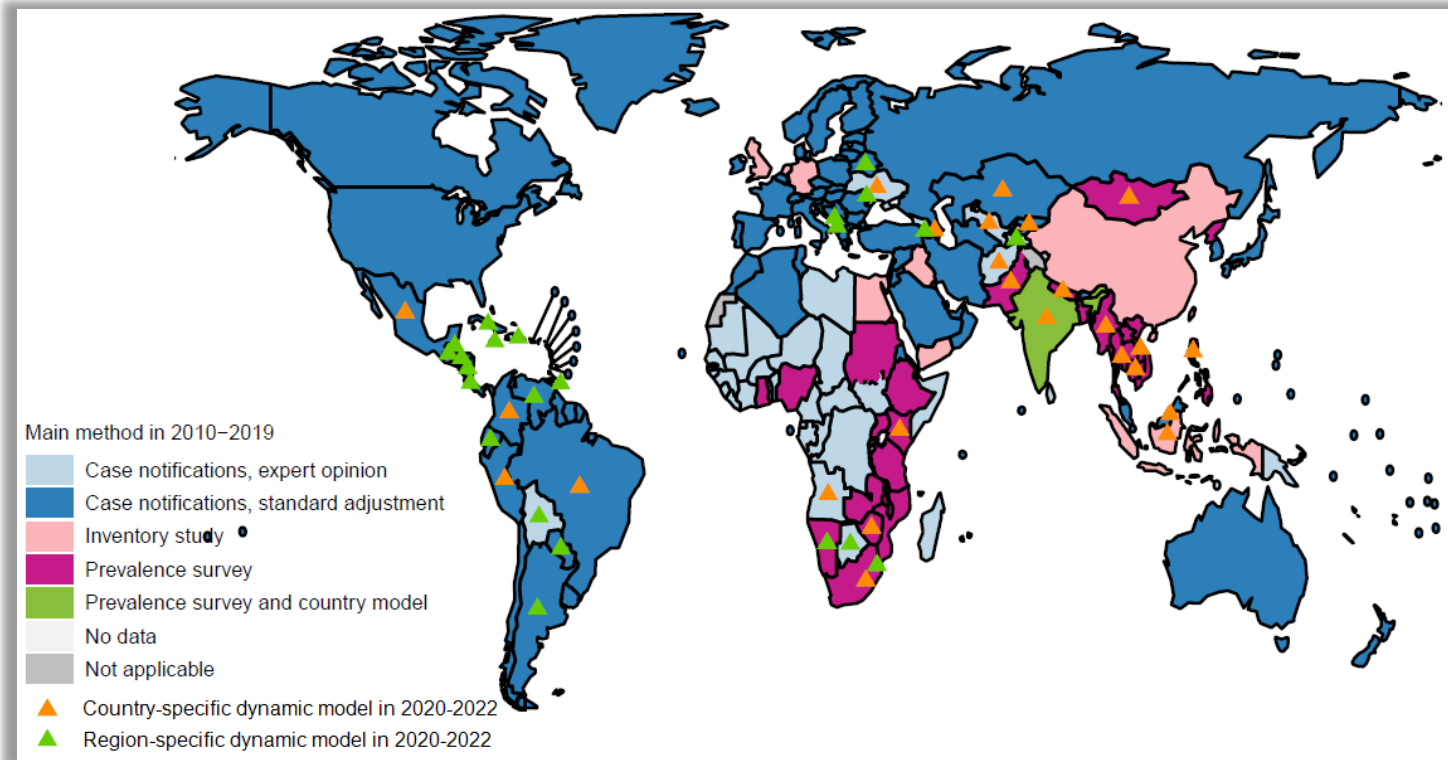 Main method in 2010−2019
Case notifications, expert opinion
Case notifications, standard adjustment
Inventory study
Prevalence survey
Prevalence survey and country model
No data
Not applicable
Country-specific dynamic model in 2020-2022
Region-specific dynamic model in 2020-2022